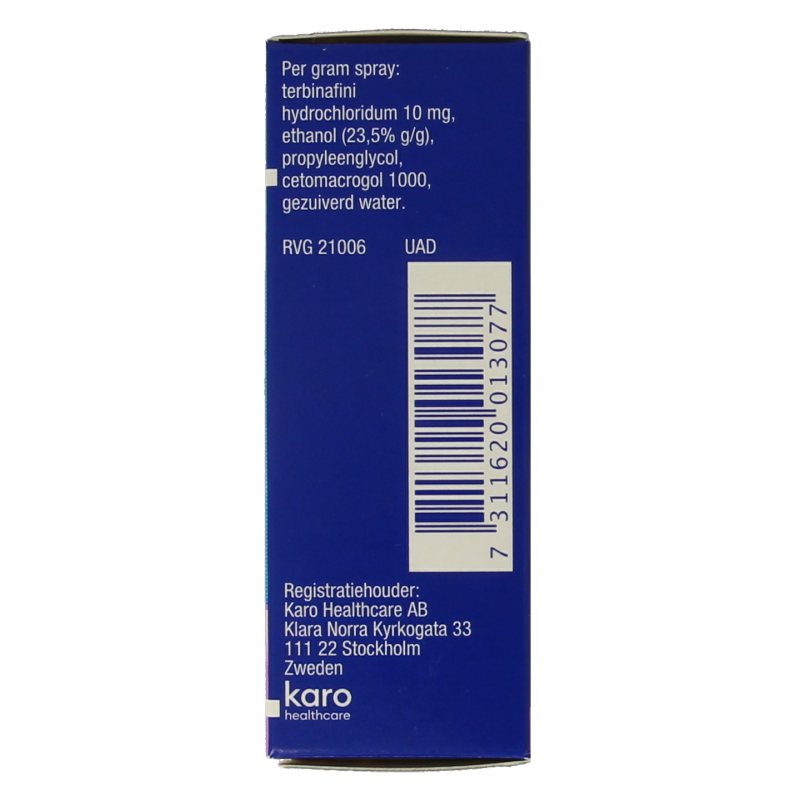 Per gram spray:
terbinafini
hydrochloridum 10 mg,
ethanol (23,5% g/g),
propyleenglycol,
cetomacrogol 1000,
gezuiverd water.
RVG 21006 UAD
7 311620 013077
Registratiehouder:
Karo Healthcare AB
Klara Norra Kyrkogata 33
111 22 Stockholm
Zweden
karo
healthcare